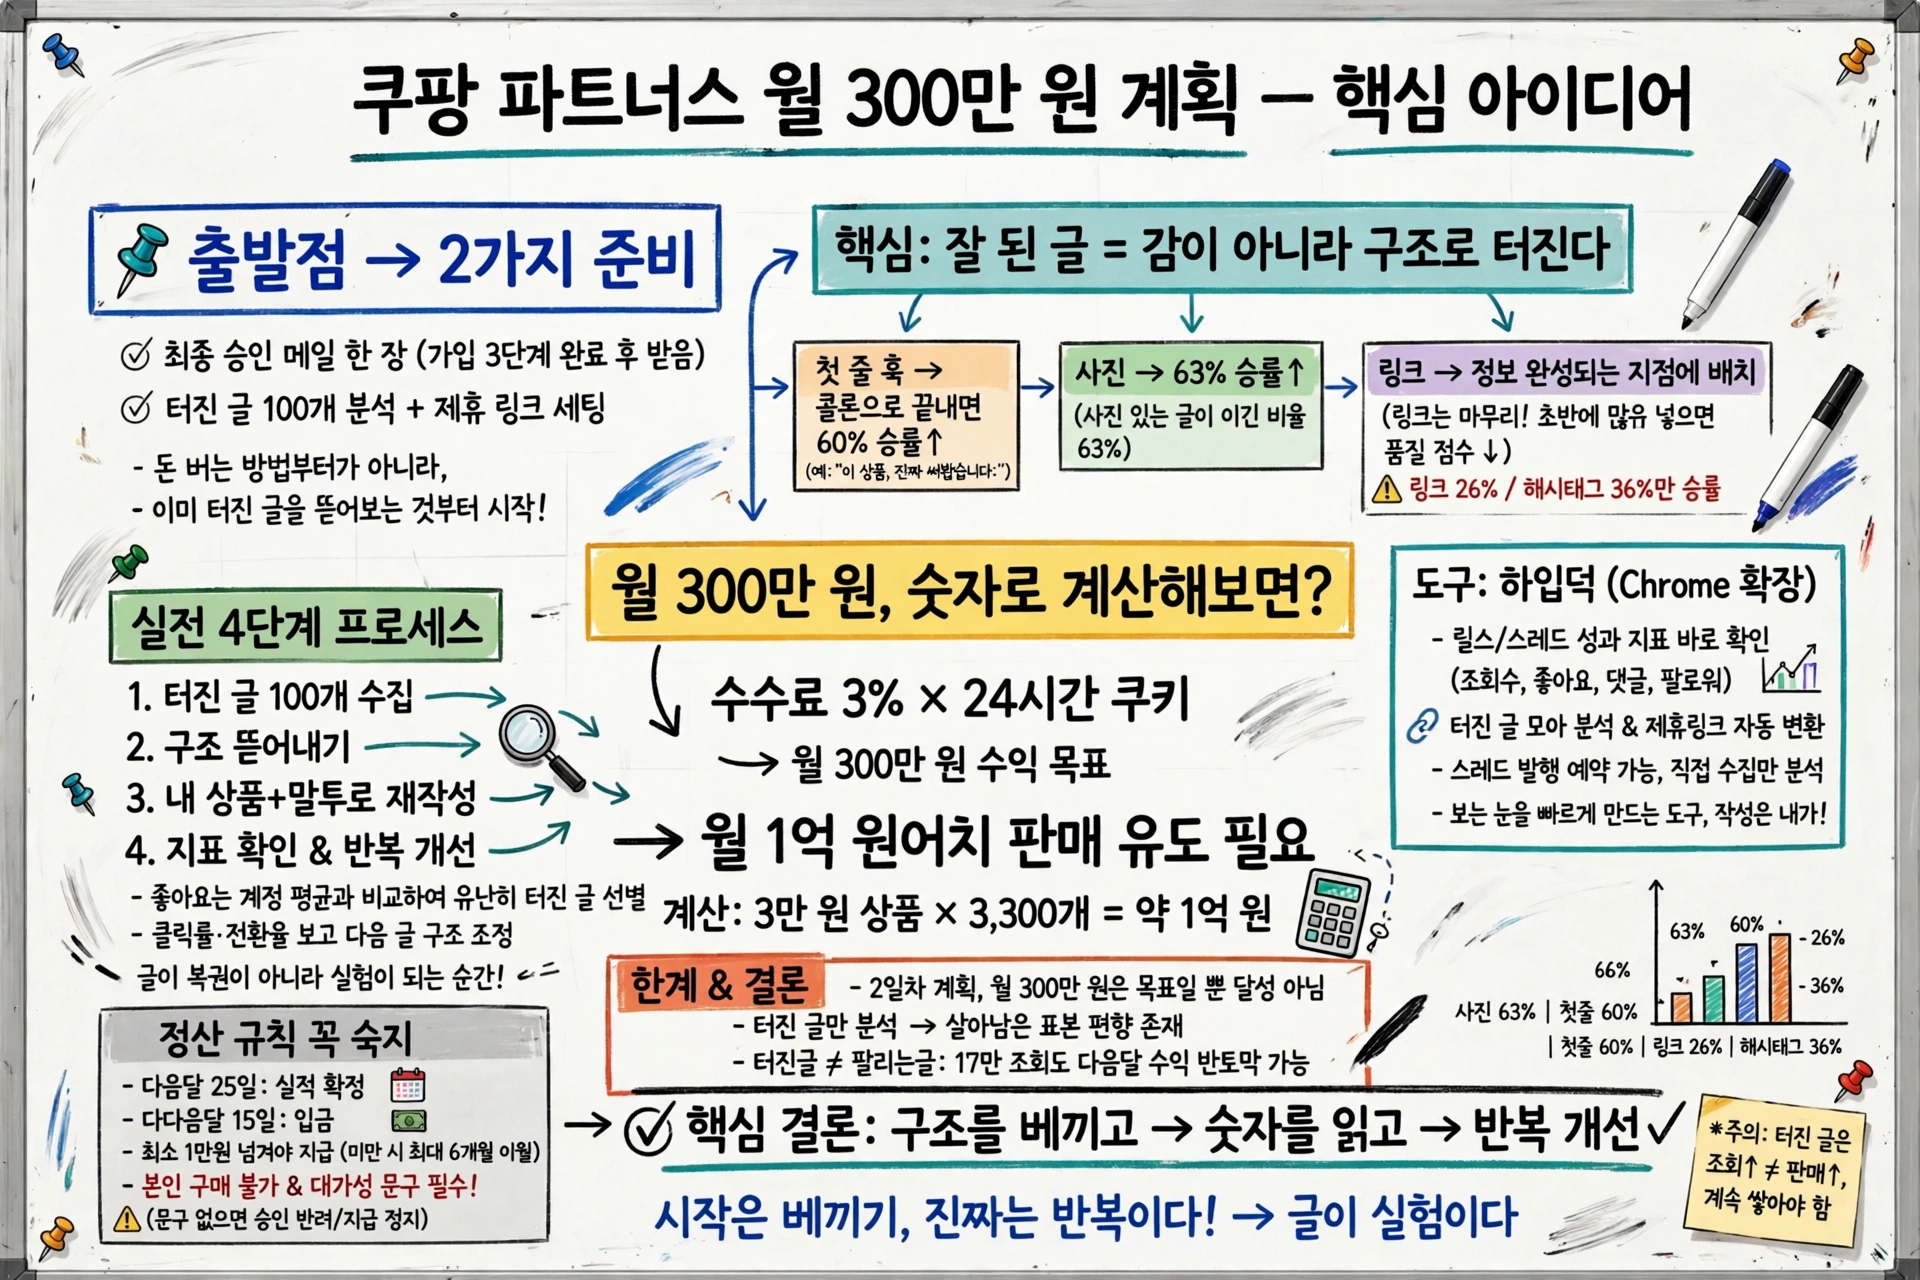 쿠팡 파트너스 월 300만 원 계획 — 핵심 아이디어
출발점 → 2가지 준비
최종 승인 메일 한 장 (가입 3단계 완료 후 받음)
터진 글 100개 분석 + 제휴 링크 세팅
- 돈 버는 방법부터가 아니라,
- 이미 터진 글을 뜯어보는 것부터 시작!
핵심: 잘 된 글 = 감이 아니라 구조로 터진다
첫 줄 훅 →
콜론으로 끝내면
60% 승률↑
(예: "이 상품, 진짜 써봤습니다:")
사진 → 63% 승률↑
(사진 있는 글이 이긴 비율
63%)
링크 → 정보 완성되는 지점에 배치
(링크는 마무리! 초반에 많유 넣으면
품질 점수 ↓)
링크 26% / 해시태그 36%만 승률
실전 4단계 프로세스
1. 터진 글 100개 수집
2. 구조 뜯어내기
3. 내 상품+말투로 재작성
4. 지표 확인 & 반복 개선
- 좋아요는 계정 평균과 비교하여 유난히 터진 글 선별
- 클릭률·전환율 보고 다음 글 구조 조정
글이 복권이 아니라 실험이 되는 순간!
월 300만 원, 숫자로 계산해보면?
수수료 3% × 24시간 쿠키
→ 월 300만 원 수익 목표
→ 월 1억 원어치 판매 유도 필요
계산: 3만 원 상품 × 3,300개 = 약 1억 원
도구: 하입덕 (Chrome 확장)
- 릴스/스레드 성과 지표 바로 확인
(조회수, 좋아요, 댓글, 팔로워)
터진 글 모아 분석 & 제휴링크 자동 변환
- 스레드 발행 예약 가능, 직접 수집만 분석
- 보는 눈을 빠르게 만드는 도구, 작성은 내가!
63%
60%
- 26%
66%
- 36%
사진 63% | 첫줄 60%
| 첫줄 60% | 링크 26% | 해시태그 36%
한계 & 결론
- 2일차 계획, 월 300만 원은 목표일 뿐 달성 아님
- 터진 글만 분석 → 살아남은 표본 편향 존재
- 터진글 ≠ 팔리는글: 17만 조회도 다음달 수익 반토막 가능
정산 규칙 꼭 숙지
- 다음달 25일: 실적 확정
- 다다음달 15일: 입금
- 최소 1만원 넘겨야 지급 (미만 시 최대 6개월 이월)
- 본인 구매 불가 & 대가성 문구 필수!
(문구 없으면 승인 반려/지급 정지)
→ 핵심 결론: 구조를 베끼고 → 숫자를 읽고 → 반복 개선✓
시작은 베끼기, 진짜는 반복이다! → 글이 실험이다
*주의: 터진 글은
조회↑ ≠ 판매↑,
계속 쌓아야 함